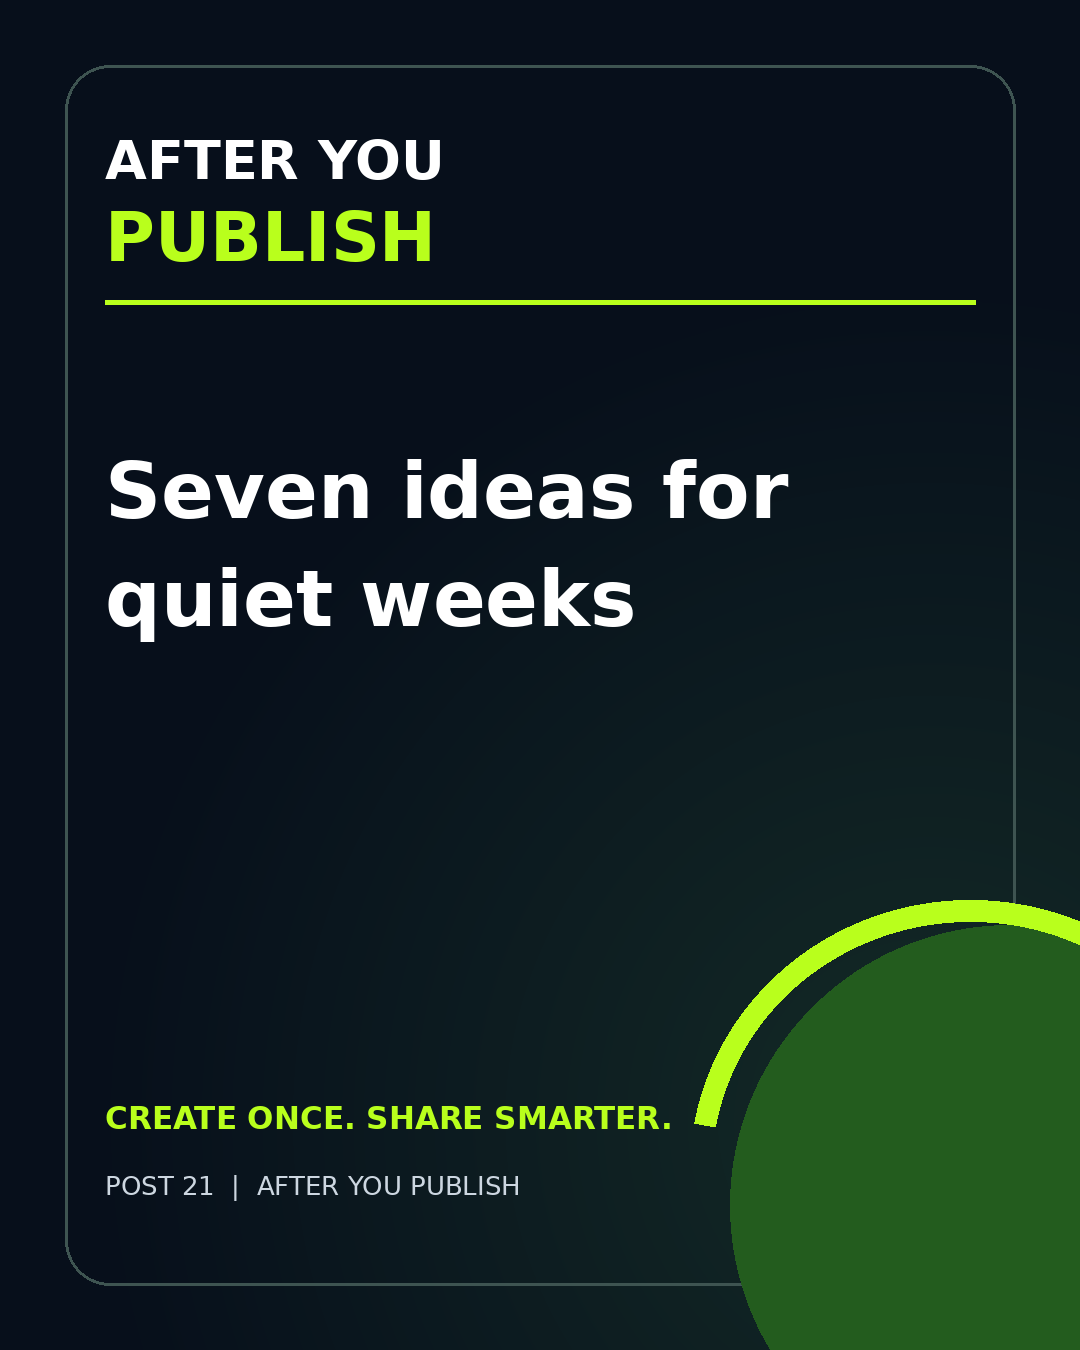 AFTER YOU
PUBLISH
Seven ideas for
quiet weeks
CREATE ONCE. SHARE SMARTER.
POST 21 | AFTER YOU PUBLISH